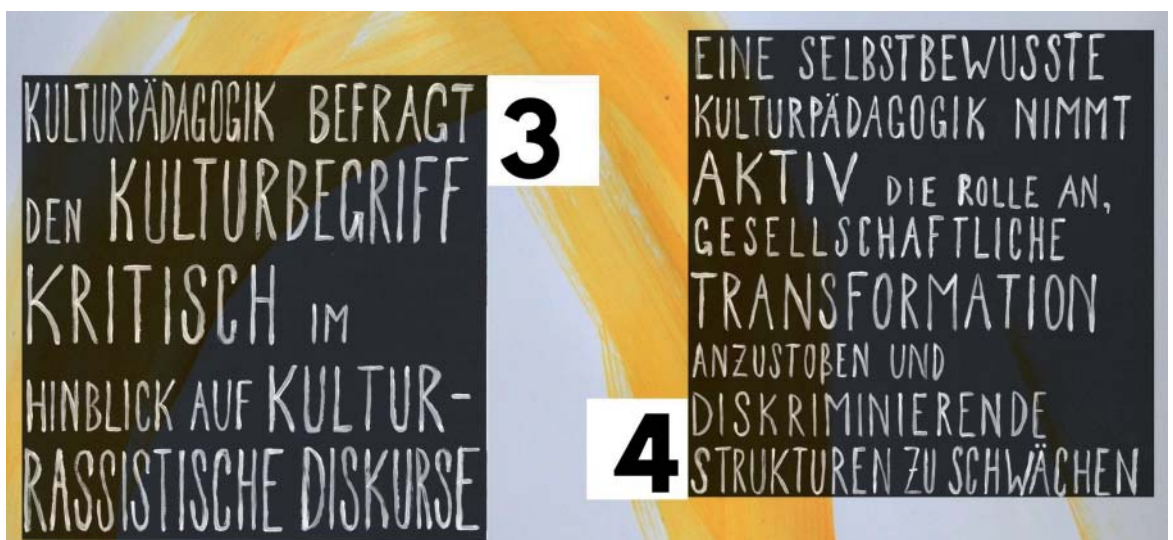 KULTURPÄDAGOGIK BEFRAGT
DEN KULTURBEGRIFF
KRITISCH IM
HINBLICK AUF KULTUR-
RASSISTISCHE DISKURSE
3
EINE SELBSTBEWUSSTE
KULTURPÄDAGOGIK NIMMT
AKTIV DIE ROLLE AN,
GESELLSCHAFTLICHE
TRANSFORMATION
ANZUSTOßEN UND
DISKRIMINIERENDE
STRUKTUREN ZU SCHWÄCHEN
4